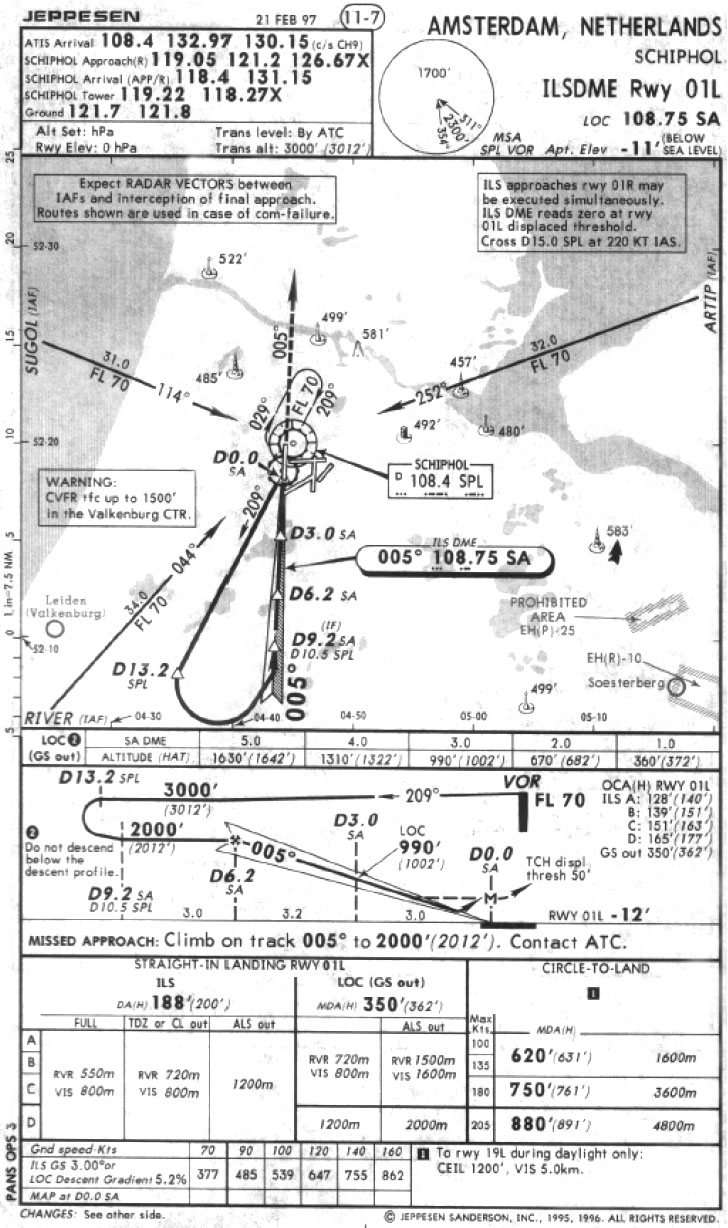 JEPPESEN 21 FEB 97 11-7
AMSTERDAM, NETHERLANDS
SCHIPHOL
ILSDME Rwy 01L
LOC 108.75 SA
ATIS Arrival 108.4 132.97 130.15 (c/s CH9)
SCHIPHOL Approach(R) 119.05 121.2 126.67X
SCHIPHOL Arrival (APP/R) 118.4 131.15
SCHIPHOL Tower 119.22 118.27X
Ground 121.7 121.8
Alt Set: hPa Trans level: By ATC
Rwy Elev: 0 hPa Trans alt: 3000' (3012')
1700'
311°
2300'
354°
MSA
SPL VOR
Apt. Elev -11' (BELOW
SEA LEVEL)
Expect RADAR VECTORS between
IAFs and interception of final approach.
Routes shown are used in case of com-failure.
ILS approaches rwy 01R may
be executed simultaneously.
ILS DME reads zero at rwy
01L displaced threshold.
Cross D15.0 SPL at 220 KT IAS.
25
20
15
10
5
0
5
1 in=7.5 NM
52-30
52-20
52-10
522'
499'
581'
485'
457'
492'
480'
583'
499'
SUGOL (IAF)
ARTIP (IAF)
31.0
FL 70
114°
32.0
FL 70
252°
005°
029°
FL 70
209°
D0.0
SA
SCHIPHOL
D 108.4 SPL
WARNING:
CVFR tfc up to 1500'
in the Valkenburg CTR.
209°
044°
34.0
FL 70
D3.0 SA
ILS DME
005° 108.75 SA
D6.2 SA
(IF)
D9.2 SA
D10.5 SPL
005°
D13.2
SPL
Leiden
(Valkenburg)
PROHIBITED
AREA
EH(P)-25
EH(R)-10
Soesterberg
RIVER (IAF)
04-30 04-40 04-50 05-00 05-10
LOC 2 SA DME 5.0 4.0 3.0 2.0 1.0
(GS out) ALTITUDE (HAT) 1630'(1642') 1310'(1322') 990'(1002') 670'(682') 360'(372')
D13.2 SPL
3000'
(3012')
209°
VOR
FL 70
2000'
(2012')
005°
D3.0
SA
LOC
990'
(1002')
D0.0
SA
M
TCH displ
thresh 50'
D6.2
SA
D9.2 SA
D10.5 SPL
3.0 3.2 3.0
RWY 01L -12'
2
Do not descend
below the
descent profile.
OCA(H) RWY 01L
ILS A: 128'(140')
B: 139'(151')
C: 151'(163')
D: 165'(177')
GS out 350'(362')
MISSED APPROACH: Climb on track 005° to 2000'(2012'). Contact ATC.
STRAIGHT-IN LANDING RWY 01L CIRCLE-TO-LAND
ILS LOC (GS out) 1
DA(H) 188'(200') MDA(H) 350'(362')
FULL TDZ or CL out ALS out ALS out Max
Kts. MDA(H)
A
B
C
D
RVR 550m
VIS 800m
RVR 720m
VIS 800m
1200m
RVR 720m
VIS 800m
RVR 1500m
VIS 1600m
1200m 2000m
100
135 620'(631') 1600m
180 750'(761') 3600m
205 880'(891') 4800m
Gnd speed-Kts 70 90 100 120 140 160
ILS GS 3.00° or
LOC Descent Gradient 5.2% 377 485 539 647 755 862
MAP at D0.0 SA
1 To rwy 19L during daylight only:
CEIL 1200', VIS 5.0km.
PANS OPS 3
CHANGES: See other side.
© JEPPESEN SANDERSON, INC., 1995, 1996. ALL RIGHTS RESERVED.